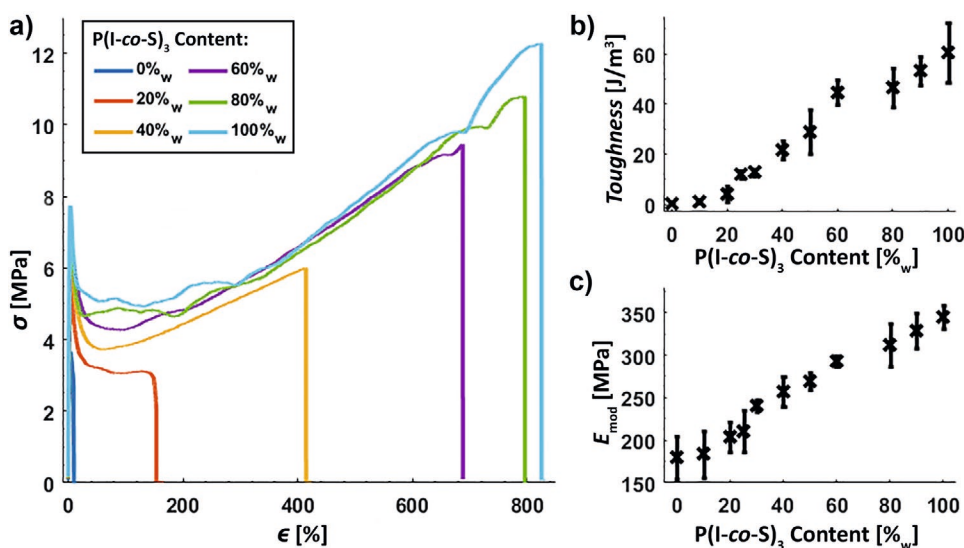 a)
P(I-co-S)₃ Content:
0%w
60%w
20%w
80%w
40%w
100%w
12
10
8
6
4
2
0
σ [MPa]
0
200
400
600
800
ϵ [%]
b)
Toughness [J/m³]
60
40
20
0
0
20
40
60
80
100
P(I-co-S)₃ Content [%w]
c)
E_mod [MPa]
350
300
250
200
150
0
20
40
60
80
100
P(I-co-S)₃ Content [%w]